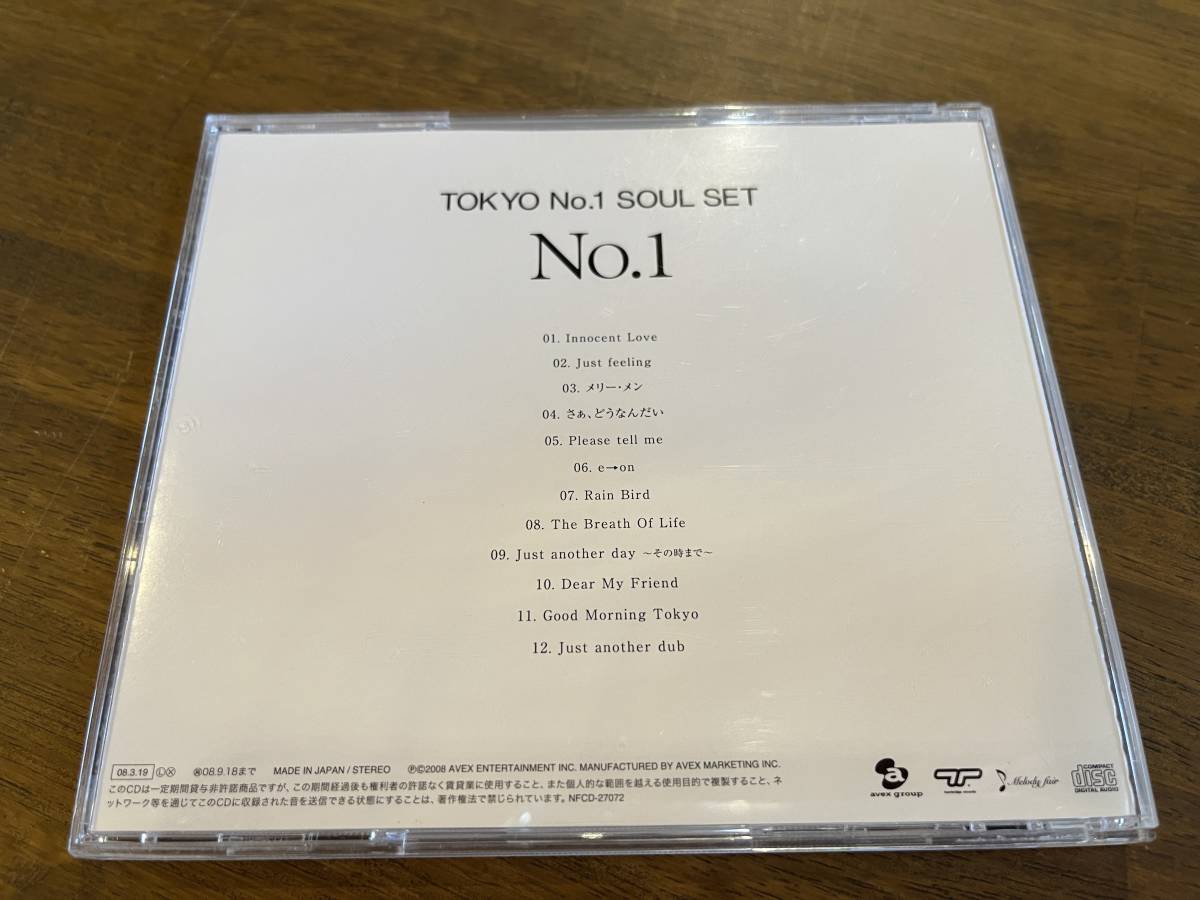 TOKYO No.1 SOUL SET
No.1
01. Innocent Love
02. Just feeling
03. メリー・メン
04. さぁ、どうなんだい
05. Please tell me
06. e→on
07. Rain Bird
08. The Breath Of Life
09. Just another day ～その時まで～
10. Dear My Friend
11. Good Morning Tokyo
12. Just another dub
08.3.19 ⓁⓍ 08.9.18まで MADE IN JAPAN / STEREO ℗©2008 AVEX ENTERTAINMENT INC. MANUFACTURED BY AVEX MARKETING INC.
このCDは一定期間貸与非許諾商品ですが、この期間経過後も権利者の許諾なく賃貸業に使用すること、また個人的な範囲を越える使用目的で複製すること、ネ
ットワーク等を通じてこのCDに収録された音を送信できる状態にすることは、著作権法で禁じられています。NFCD-27072
a
avex group
Melody fair
COMPACT
disc
DIGITAL AUDIO